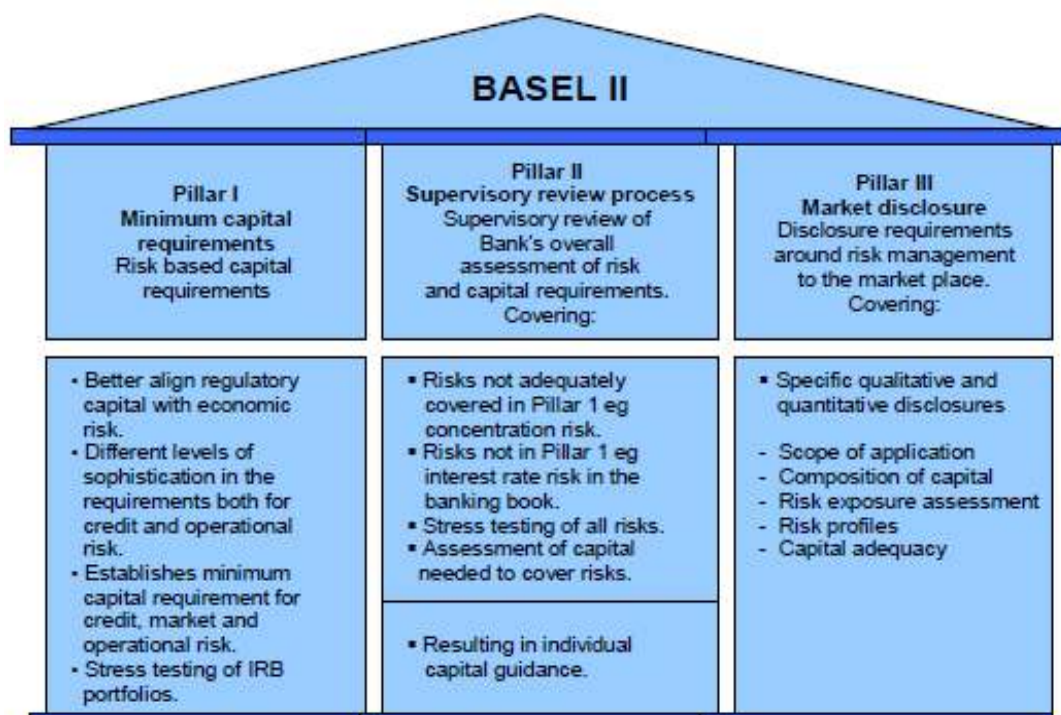 BASEL II
Pillar I
Minimum capital
requirements
Risk based capital
requirements
Pillar II
Supervisory review process
Supervisory review of
Bank's overall
assessment of risk
and capital requirements.
Covering:
Pillar III
Market disclosure
Disclosure requirements
around risk management
to the market place.
Covering:
• Better align regulatory
capital with economic
risk.
• Different levels of
sophistication in the
requirements both for
credit and operational
risk.
• Establishes minimum
capital requirement for
credit, market and
operational risk.
• Stress testing of IRB
portfolios.
▪ Risks not adequately
covered in Pillar 1 eg
concentration risk.
▪ Risks not in Pillar 1 eg
interest rate risk in the
banking book.
▪ Stress testing of all risks.
▪ Assessment of capital
needed to cover risks.
▪ Resulting in individual
capital guidance.
▪ Specific qualitative and
quantitative disclosures
- Scope of application
- Composition of capital
- Risk exposure assessment
- Risk profiles
- Capital adequacy